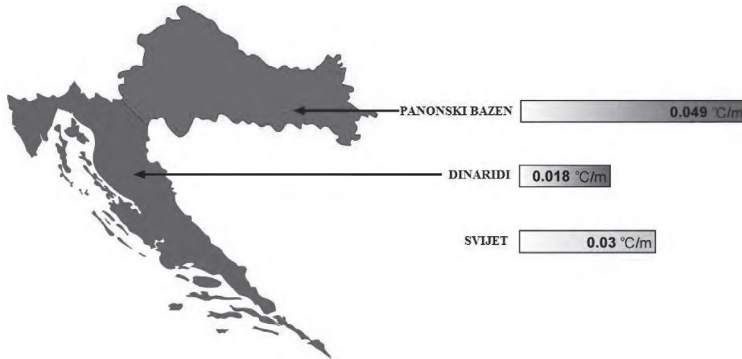 PANONSKI BAZEN 0.049 °C/m
DINARIDI 0.018 °C/m
SVIJET 0.03 °C/m